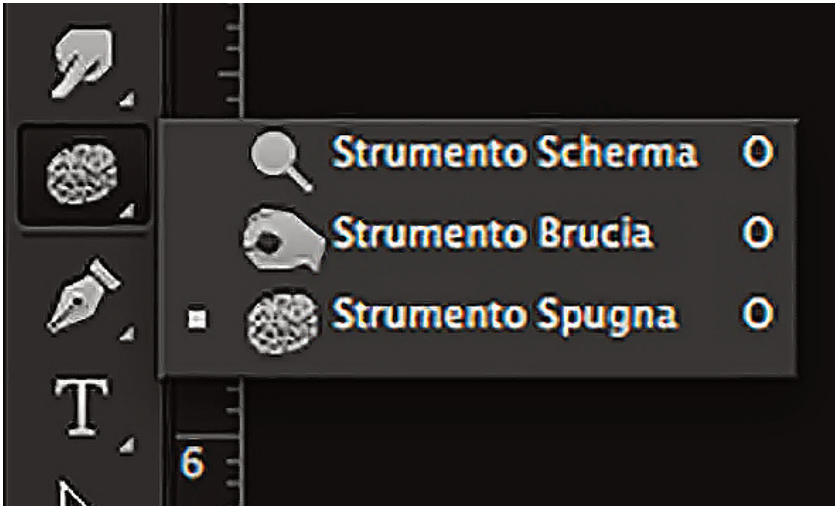 Strumento Scherma O
Strumento Brucia O
Strumento Spugna O
T
6